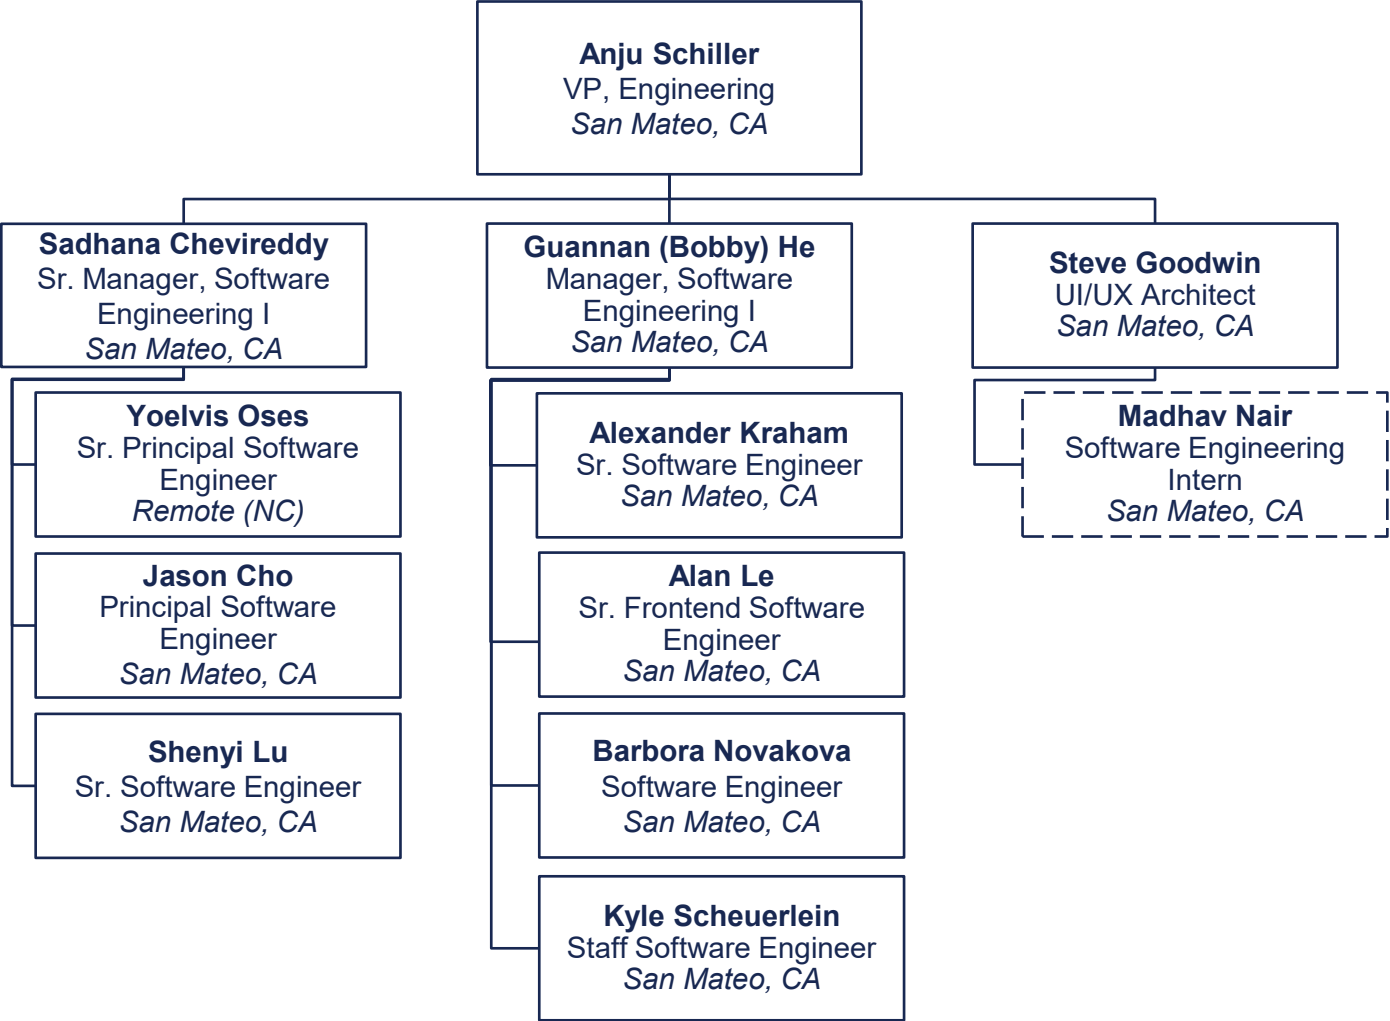 Anju Schiller
VP, Engineering
San Mateo, CA
Sadhana Chevireddy
Sr. Manager, Software
Engineering I
San Mateo, CA
Guannan (Bobby) He
Manager, Software
Engineering I
San Mateo, CA
Steve Goodwin
UI/UX Architect
San Mateo, CA
Yoelvis Oses
Sr. Principal Software
Engineer
Remote (NC)
Jason Cho
Principal Software
Engineer
San Mateo, CA
Shenyi Lu
Sr. Software Engineer
San Mateo, CA
Alexander Kraham
Sr. Software Engineer
San Mateo, CA
Alan Le
Sr. Frontend Software
Engineer
San Mateo, CA
Barbora Novakova
Software Engineer
San Mateo, CA
Kyle Scheuerlein
Staff Software Engineer
San Mateo, CA
Madhav Nair
Software Engineering
Intern
San Mateo, CA